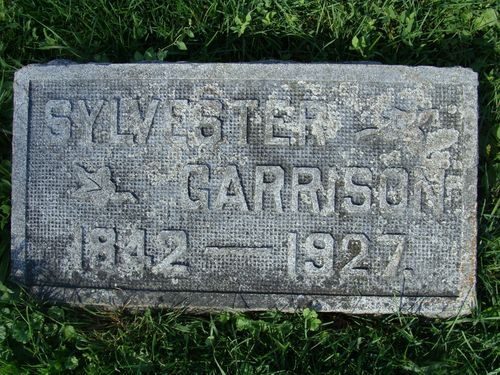 SYLVESTER
GARRISON
1842 — 1927.